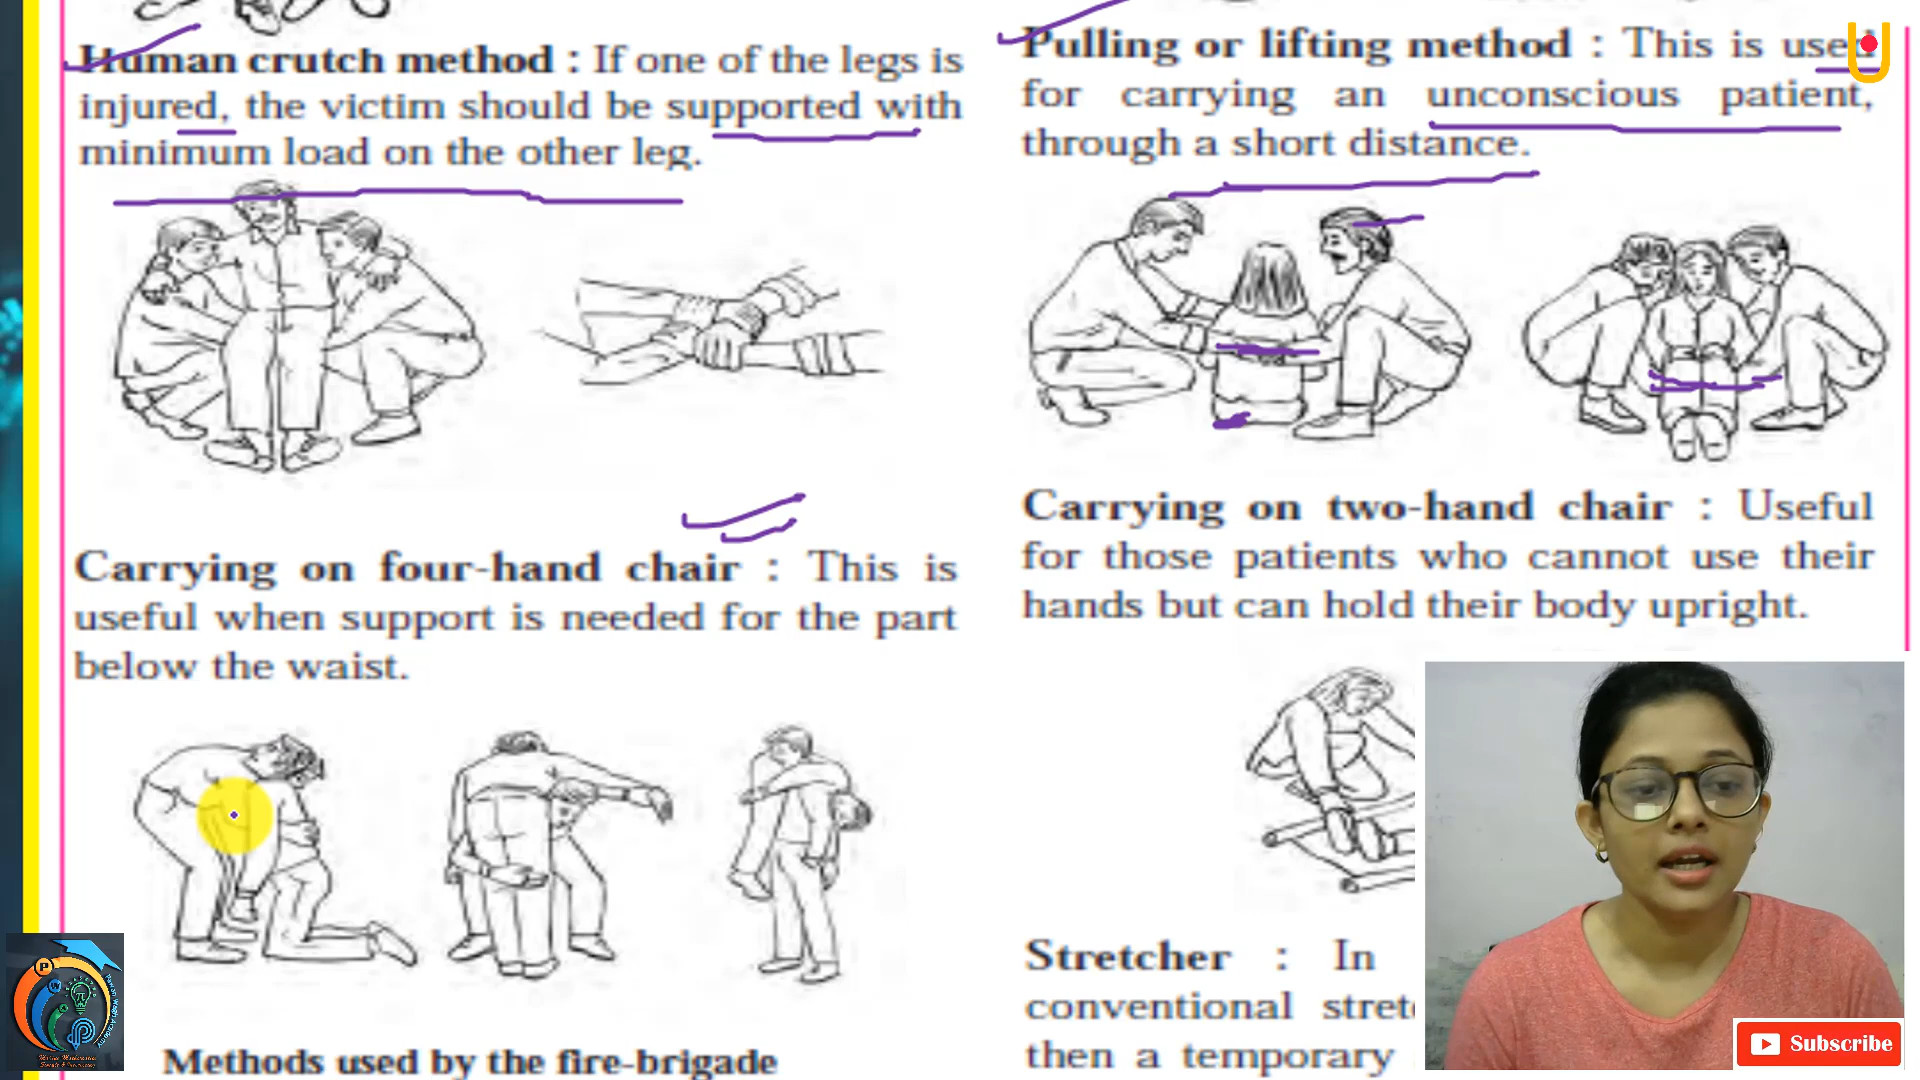 Human crutch method : If one of the legs is
injured, the victim should be supported with
minimum load on the other leg.
Carrying on four-hand chair : This is
useful when support is needed for the part
below the waist.
Methods used by the fire-brigade
Pulling or lifting method : This is used
for carrying an unconscious patient,
through a short distance.
Carrying on two-hand chair : Useful
for those patients who cannot use their
hands but can hold their body upright.
Stretcher : In
conventional
then a temporary
Subscribe